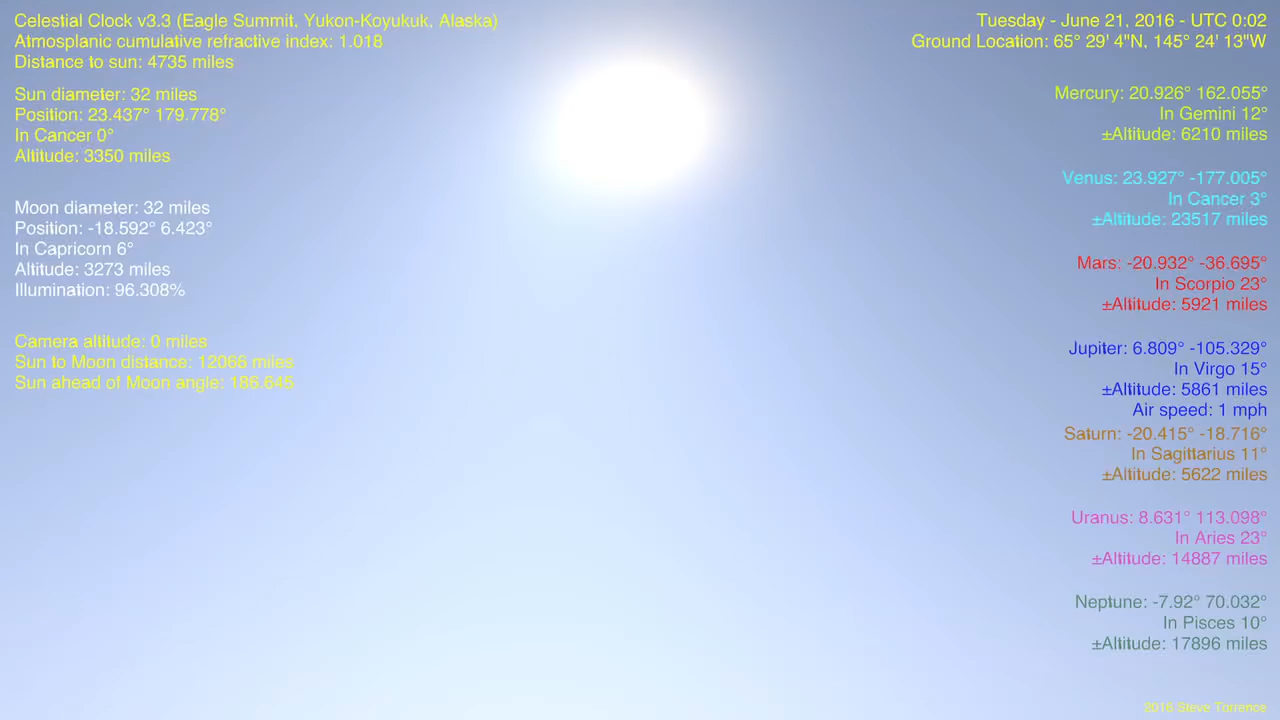 Celestial Clock v3.3 (Eagle Summit, Yukon-Koyukuk, Alaska)
Atmosplanic cumulative refractive index: 1.018
Distance to sun: 4735 miles
Sun diameter: 32 miles
Position: 23.437° 179.778°
In Cancer 0°
Altitude: 3350 miles
Moon diameter: 32 miles
Position: -18.592° 6.423°
In Capricorn 6°
Altitude: 3273 miles
Illumination: 96.308%
Camera altitude: 0 miles
Sun to Moon distance: 12066 miles
Sun ahead of Moon angle: 186.645
Tuesday - June 21, 2016 - UTC 0:02
Ground Location: 65° 29' 4"N, 145° 24' 13"W
Mercury: 20.926° 162.055°
In Gemini 12°
±Altitude: 6210 miles
Venus: 23.927° -177.005°
In Cancer 3°
±Altitude: 23517 miles
Mars: -20.932° -36.695°
In Scorpio 23°
±Altitude: 5921 miles
Jupiter: 6.809° -105.329°
In Virgo 15°
±Altitude: 5861 miles
Air speed: 1 mph
Saturn: -20.415° -18.716°
In Sagittarius 11°
±Altitude: 5622 miles
Uranus: 8.631° 113.098°
In Aries 23°
±Altitude: 14887 miles
Neptune: -7.92° 70.032°
In Pisces 10°
±Altitude: 17896 miles
2016 Steve Torrence